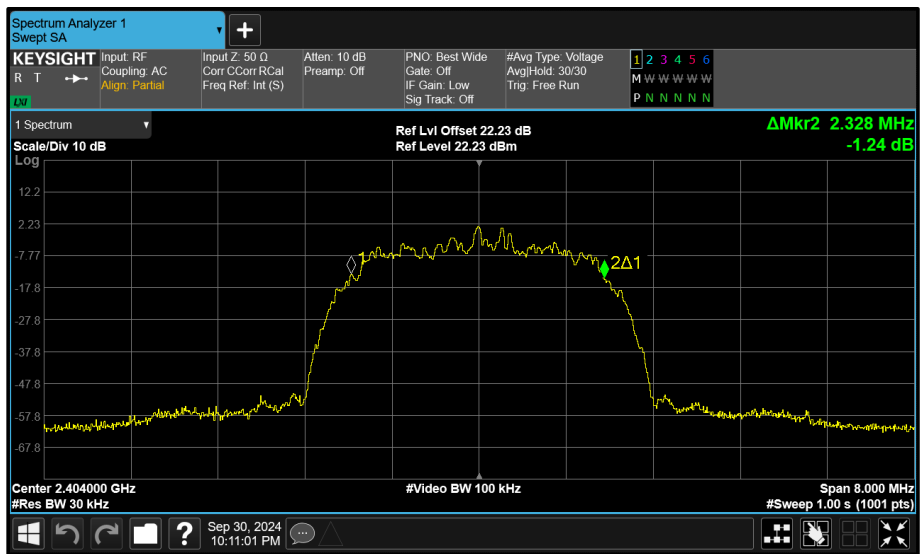 Spectrum Analyzer 1
Swept SA
+
KEYSIGHT
R T
LXI
Input: RF
Coupling: AC
Align: Partial
Input Z: 50 Ω
Corr CCorr RCal
Freq Ref: Int (S)
Atten: 10 dB
Preamp: Off
PNO: Best Wide
Gate: Off
IF Gain: Low
Sig Track: Off
#Avg Type: Voltage
Avg|Hold: 30/30
Trig: Free Run
1 2 3 4 5 6
M W W W W W
P N N N N N
1 Spectrum
Scale/Div 10 dB
Ref Lvl Offset 22.23 dB
Ref Level 22.23 dBm
ΔMkr2 2.328 MHz
-1.24 dB
Log
12.2
2.23
-7.77
-17.8
-27.8
-37.8
-47.8
-57.8
-67.8
1
2Δ1
Center 2.404000 GHz
#Video BW 100 kHz
Span 8.000 MHz
#Res BW 30 kHz
#Sweep 1.00 s (1001 pts)
?
Sep 30, 2024
10:11:01 PM